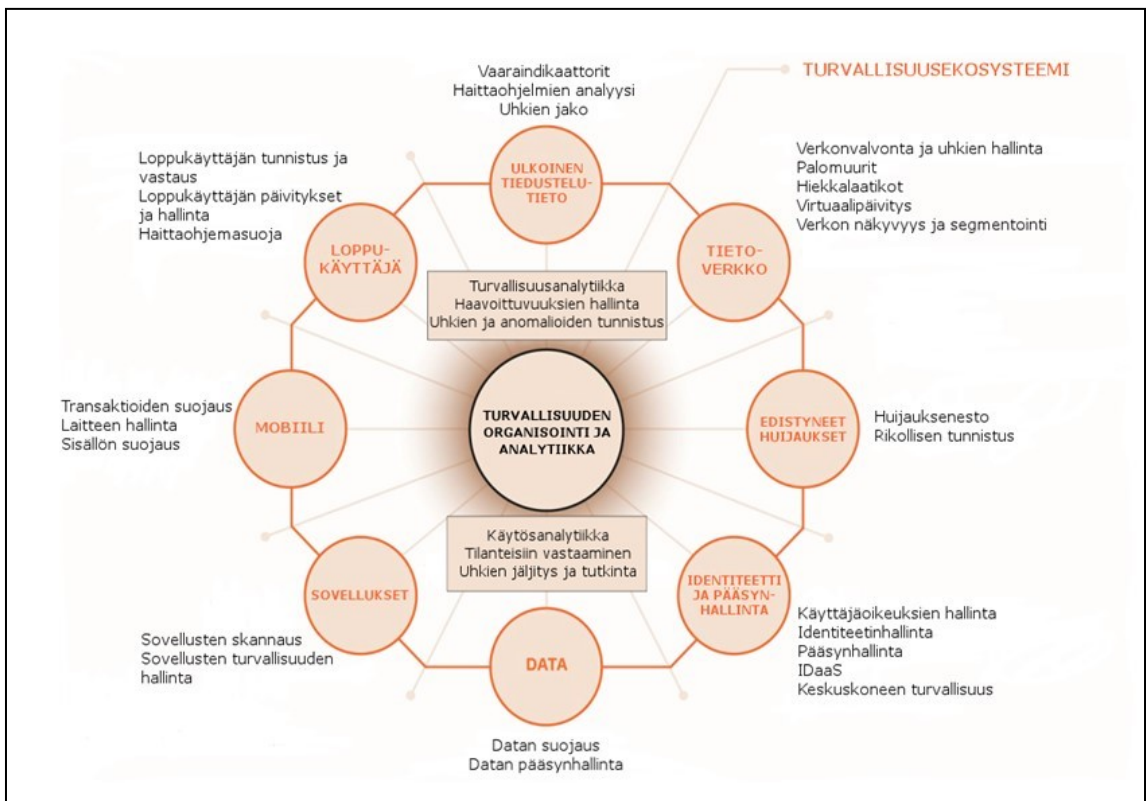 TURVALLISUUSEKOSYSTEEMI
Vaaraindikaattorit
Haittaohjelmien analyysi
Uhkien jako
ULKOINEN
TIEDUSTELU-
TIETO
Verkonvalvonta ja uhkien hallinta
Palomuurit
Hiekkalaatikot
Virtuaalipäivitys
Verkon näkyvyys ja segmentointi
TIETO-
VERKKO
Loppukäyttäjän tunnistus ja
vastaus
Loppukäyttäjän päivitykset
ja hallinta
Haittaohjemasuoja
LOPPU-
KÄYTTÄJÄ
Turvallisuusanalytiikka
Haavoittuvuuksien hallinta
Uhkien ja anomalioiden tunnistus
Transaktioiden suojaus
Laitteen hallinta
Sisällön suojaus
MOBIILI
TURVALLISUUDEN
ORGANISOINTI JA
ANALYTIIKKA
EDISTYNEET
HUIJAUKSET
Huijauksenesto
Rikollisen tunnistus
Käytösanalytiikka
Tilanteisiin vastaaminen
Uhkien jäljitys ja tutkinta
SOVELLUKSET
Sovellusten skannaus
Sovellusten turvallisuuden
hallinta
IDENTITEETTI
JA PÄÄSYN-
HALLINTA
Käyttäjäoikeuksien hallinta
Identiteetinhallinta
Pääsynhallinta
IDaaS
Keskuskoneen turvallisuus
DATA
Datan suojaus
Datan pääsynhallinta